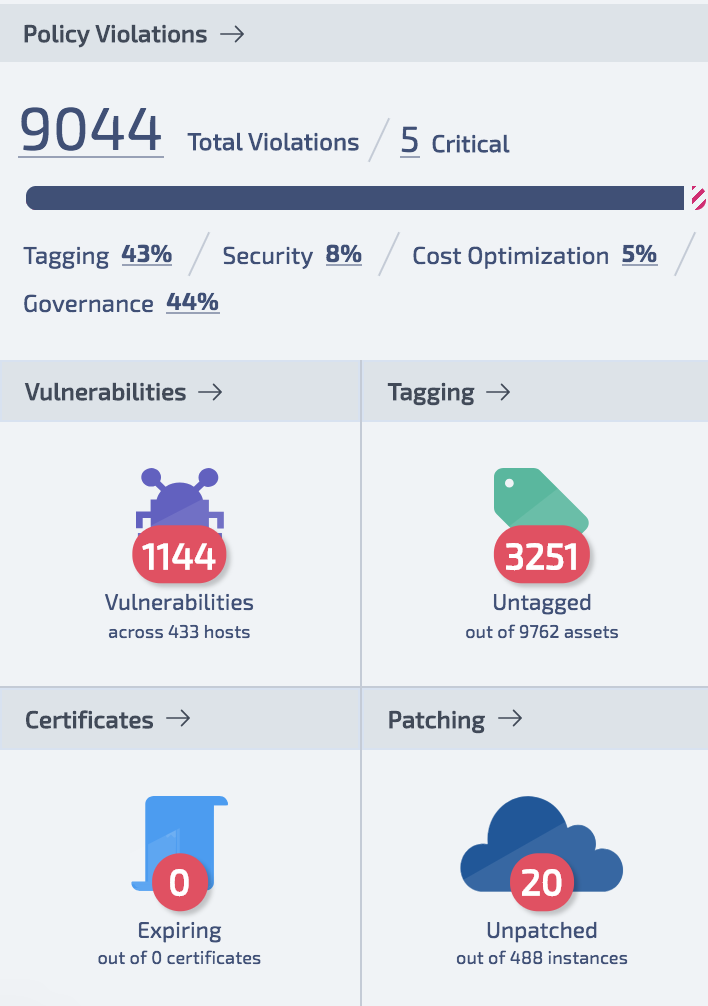 Policy Violations →
9044 Total Violations / 5 Critical
Tagging 43% / Security 8% / Cost Optimization 5% /
Governance 44%
Vulnerabilities →
1144
Vulnerabilities
across 433 hosts
Tagging →
3251
Untagged
out of 9762 assets
Certificates →
0
Expiring
out of 0 certificates
Patching →
20
Unpatched
out of 488 instances